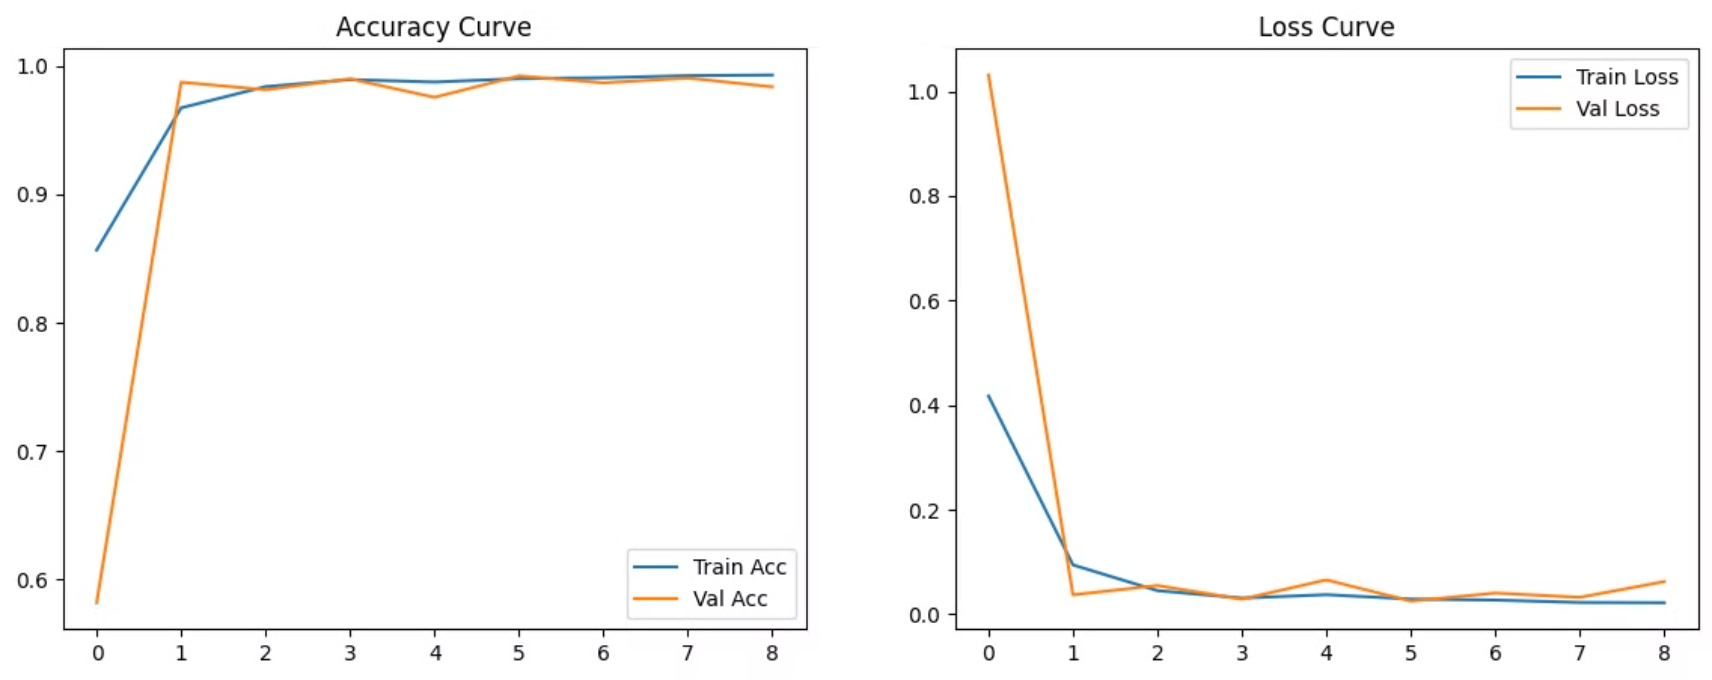 Accuracy Curve
1.0
0.9
0.8
0.7
0.6
Train Acc
Val Acc
0 1 2 3 4 5 6 7 8
Loss Curve
1.0
0.8
0.6
0.4
0.2
0.0
Train Loss
Val Loss
0 1 2 3 4 5 6 7 8